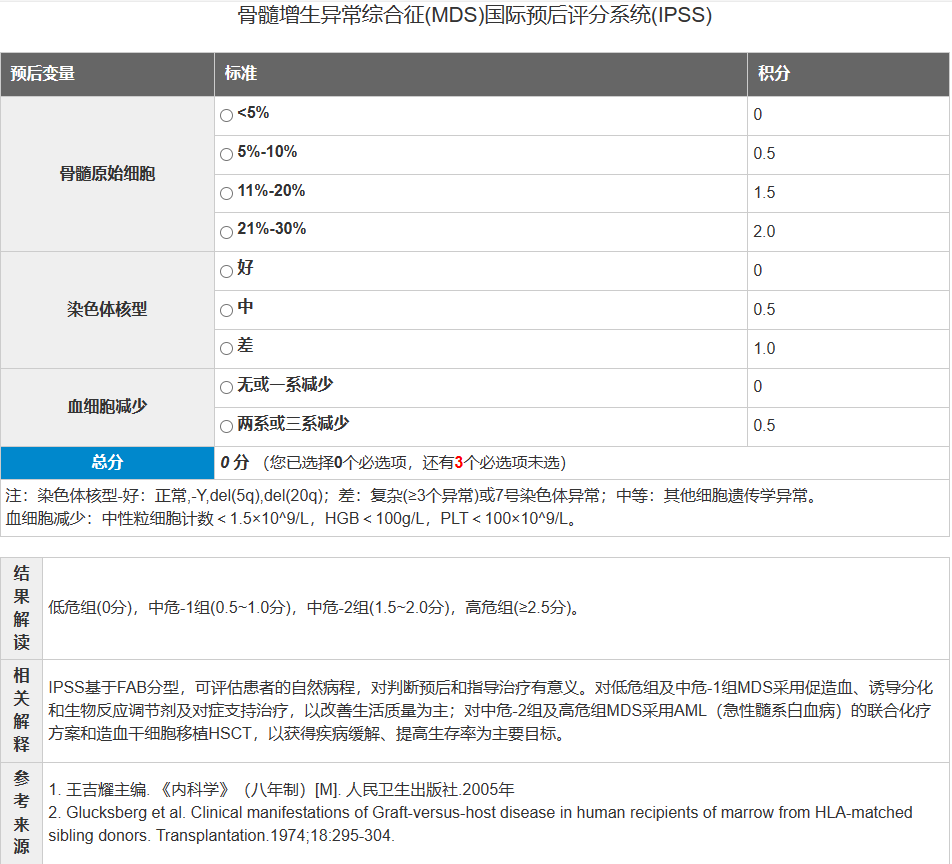 骨髓增生异常综合征(MDS)国际预后评分系统(IPSS)
预后变量 标准 积分
骨髓原始细胞
<5% 0
5%-10% 0.5
11%-20% 1.5
21%-30% 2.0
染色体核型
好 0
中 0.5
差 1.0
血细胞减少
无或一系减少 0
两系或三系减少 0.5
总分 0 分 （您已选择0个必选项，还有3个必选项未选）
注：染色体核型-好：正常,-Y,del(5q),del(20q)；差：复杂(≥3个异常)或7号染色体异常；中等：其他细胞遗传学异常。
血细胞减少：中性粒细胞计数＜1.5×10^9/L，HGB＜100g/L，PLT＜100×10^9/L。
结果解读
低危组(0分)，中危-1组(0.5~1.0分)，中危-2组(1.5~2.0分)，高危组(≥2.5分)。
相关解释
IPSS基于FAB分型，可评估患者的自然病程，对判断预后和指导治疗有意义。对低危组及中危-1组MDS采用促造血、诱导分化
和生物反应调节剂及对症支持治疗，以改善生活质量为主；对中危-2组及高危组MDS采用AML（急性髓系白血病）的联合化疗
方案和造血干细胞移植HSCT，以获得疾病缓解、提高生存率为主要目标。
参考来源
1. 王吉耀主编. 《内科学》（八年制）[M]. 人民卫生出版社.2005年
2. Glucksberg et al. Clinical manifestations of Graft-versus-host disease in human recipients of marrow from HLA-matched
sibling donors. Transplantation.1974;18:295-304.